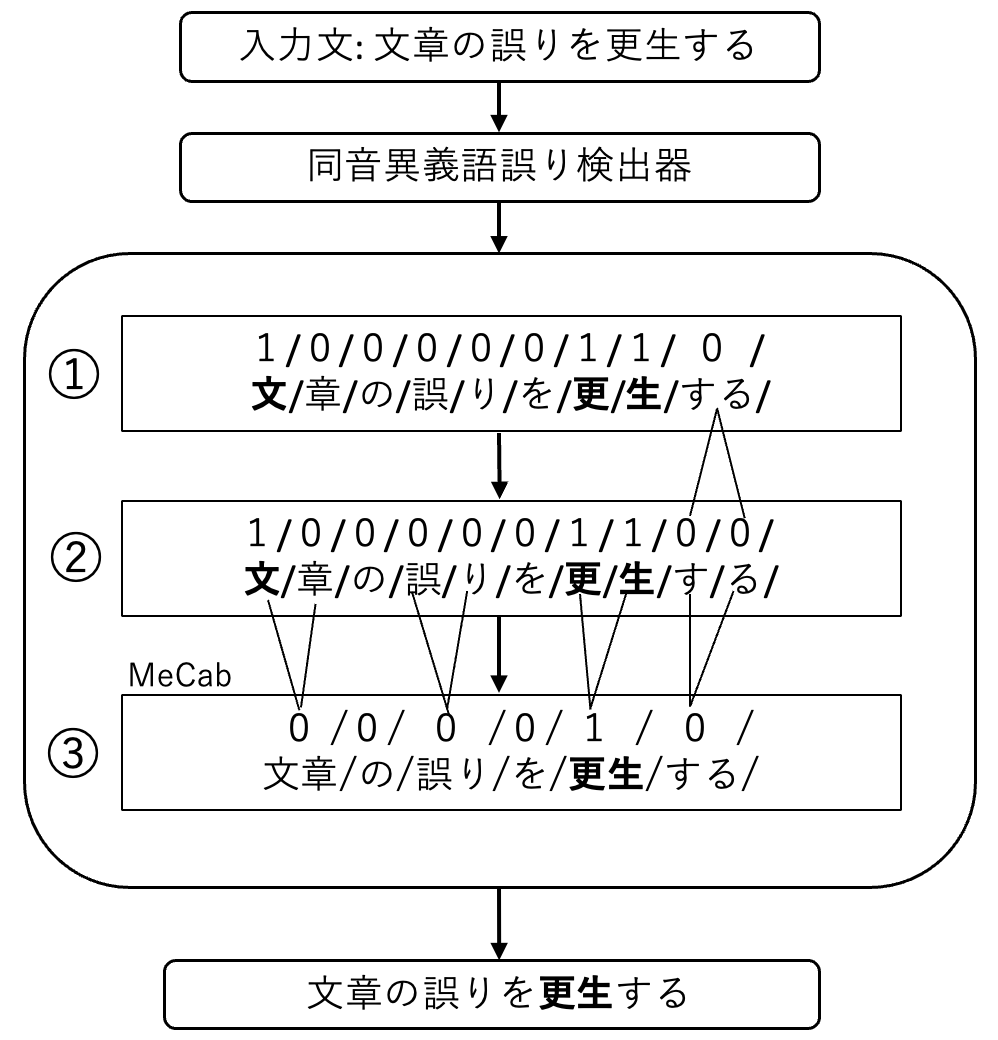 入力文: 文章の誤りを更生する
同音異義語誤り検出器
①
1/0/0/0/0/0/1/1/ 0 /
文/章/の/誤/り/を/更/生/する/
②
1/0/0/0/0/0/1/1/0/0/
文/章/の/誤/り/を/更/生/す/る/
MeCab
③
0 /0/ 0 /0/ 1 / 0 /
文章/の/誤り/を/更生/する/
文章の誤りを更生する